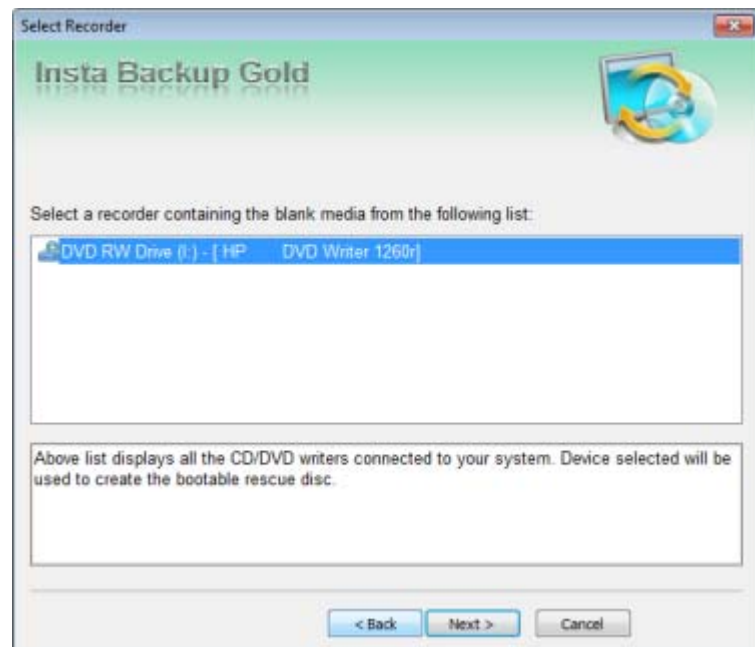 Select Recorder
Insta Backup Gold
Select a recorder containing the blank media from the following list:
DVD RW Drive (I:) - [ HP DVD Writer 1260r]
Above list displays all the CD/DVD writers connected to your system. Device selected will be
used to create the bootable rescue disc.
< Back Next > Cancel